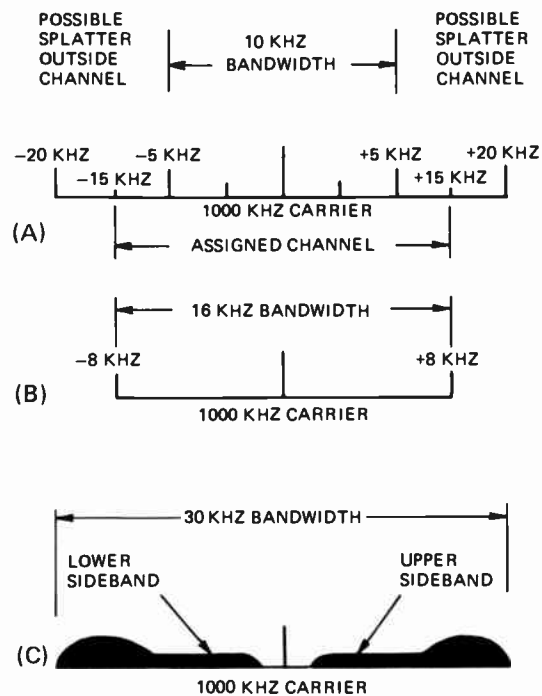 POSSIBLE
SPLATTER
OUTSIDE
CHANNEL
10 KHZ
BANDWIDTH
POSSIBLE
SPLATTER
OUTSIDE
CHANNEL
−20 KHZ
−15 KHZ
−5 KHZ
+5 KHZ
+15 KHZ
+20 KHZ
1000 KHZ CARRIER
(A)
ASSIGNED CHANNEL
16 KHZ BANDWIDTH
−8 KHZ
+8 KHZ
(B)
1000 KHZ CARRIER
30 KHZ BANDWIDTH
LOWER
SIDEBAND
UPPER
SIDEBAND
(C)
1000 KHZ CARRIER